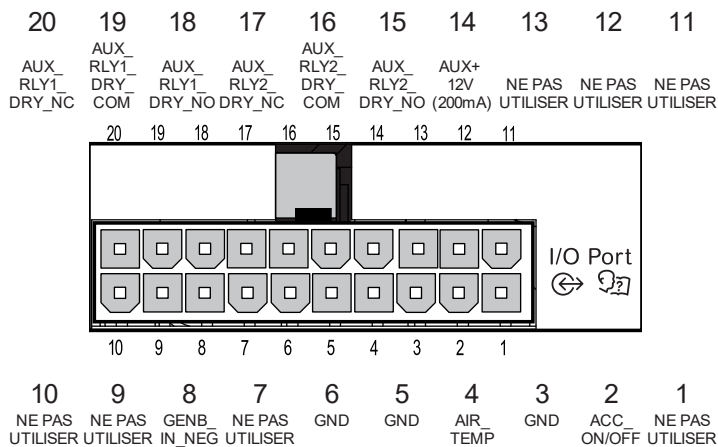 20 19 18 17 16 15 14 13 12 11
AUX_ RLY1_ DRY_NC
AUX_ RLY1_ DRY_ COM
AUX_ RLY1_ DRY_NO
AUX_ RLY2_ DRY_NC
AUX_ RLY2_ DRY_ COM
AUX_ RLY2_ DRY_NO
AUX+ 12V (200mA)
NE PAS UTILISER
NE PAS UTILISER
NE PAS UTILISER
20 19 18 17 16 15 14 13 12 11
I/O Port
10 9 8 7 6 5 4 3 2 1
10 9 8 7 6 5 4 3 2 1
NE PAS UTILISER
NE PAS UTILISER
GENB_ IN_NEG
NE PAS UTILISER
GND
GND
AIR_ TEMP
GND
ACC_ ON/OFF
NE PAS UTILISER